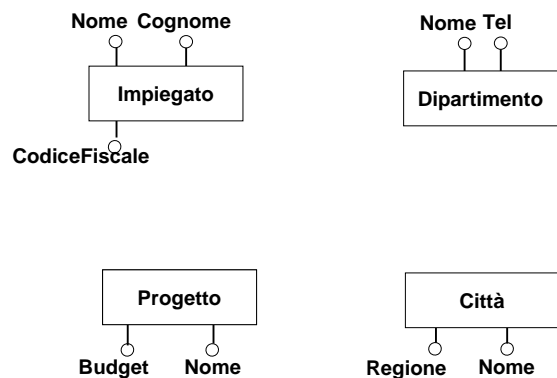 Nome Cognome
Nome Tel
Impiegato
Dipartimento
CodiceFiscale
Progetto
Città
Budget Nome
Regione Nome